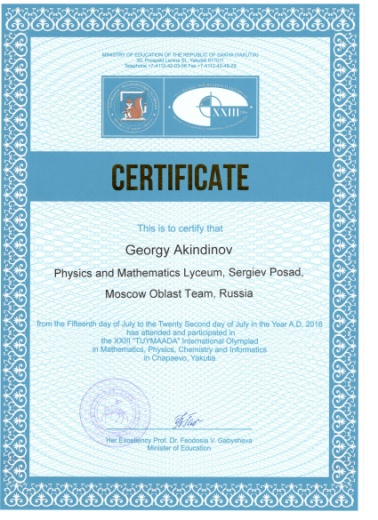 MINISTRY OF EDUCATION OF THE REPUBLIC OF SAKHA (YAKUTIA)
30, Prospekt Lenina St., Yakutsk 677011
XXIII
CERTIFICATE
This is to certify that
Georgy Akindinov
Physics and Mathematics Lyceum, Sergiev Posad,
Moscow Oblast Team, Russia
from the Fifteenth day of July to the Twenty Second day of July in the Year A.D. 2016
has attended and participated in
the XXIII "TUYMAADA" International Olympiad
in Mathematics, Physics, Chemistry and Informatics
in Chapaevo, Yakutia
Her Excellency Prof. Dr. Feodosia V. Gabysheva
Minister of Education